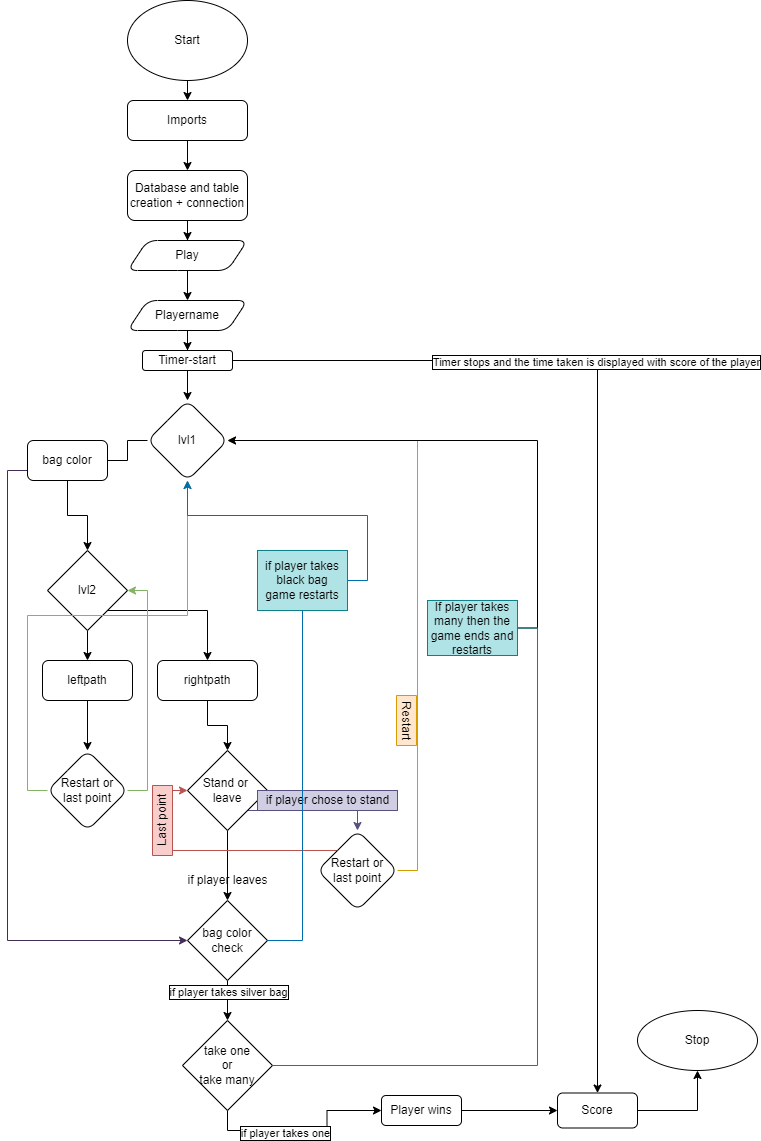 Start
Imports
Database and table
creation + connection
Play
Playername
Timer-start
Timer stops and the time taken is displayed with score of the player
lvl1
bag color
lvl2
if player takes
black bag
game restarts
If player takes
many then the
game ends and
restarts
leftpath
rightpath
Restart
Restart or
last point
Stand or
leave
if player chose to stand
Last point
Restart or
last point
if player leaves
bag color
check
if player takes silver bag
take one
or
take many
Stop
Player wins
Score
if player takes one